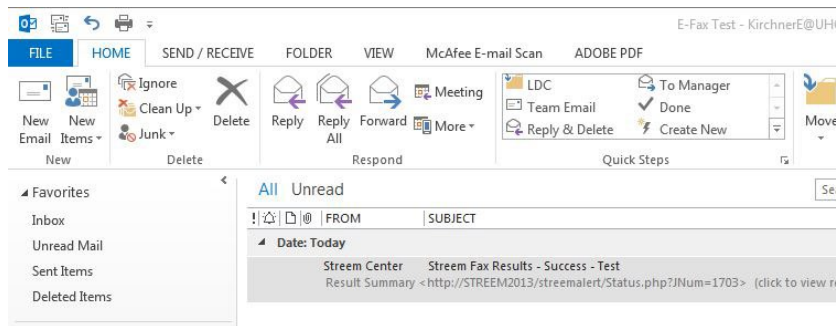 E-Fax Test - KirchnerE@UH
FILE HOME SEND / RECEIVE FOLDER VIEW McAfee E-mail Scan ADOBE PDF
New Email
New Items
Ignore
Clean Up
Junk
Delete
Reply
Reply All
Forward
Meeting
More
LDC
Team Email
Reply & Delete
To Manager
Done
Create New
Move
New Delete Respond Quick Steps
Favorites
Inbox
Unread Mail
Sent Items
Deleted Items
All Unread
Sea
! FROM SUBJECT
Date: Today
Streem Center Streem Fax Results - Success - Test
Result Summary <http://STREEM2013/streemalert/Status.php?JNum=1703> (click to view re